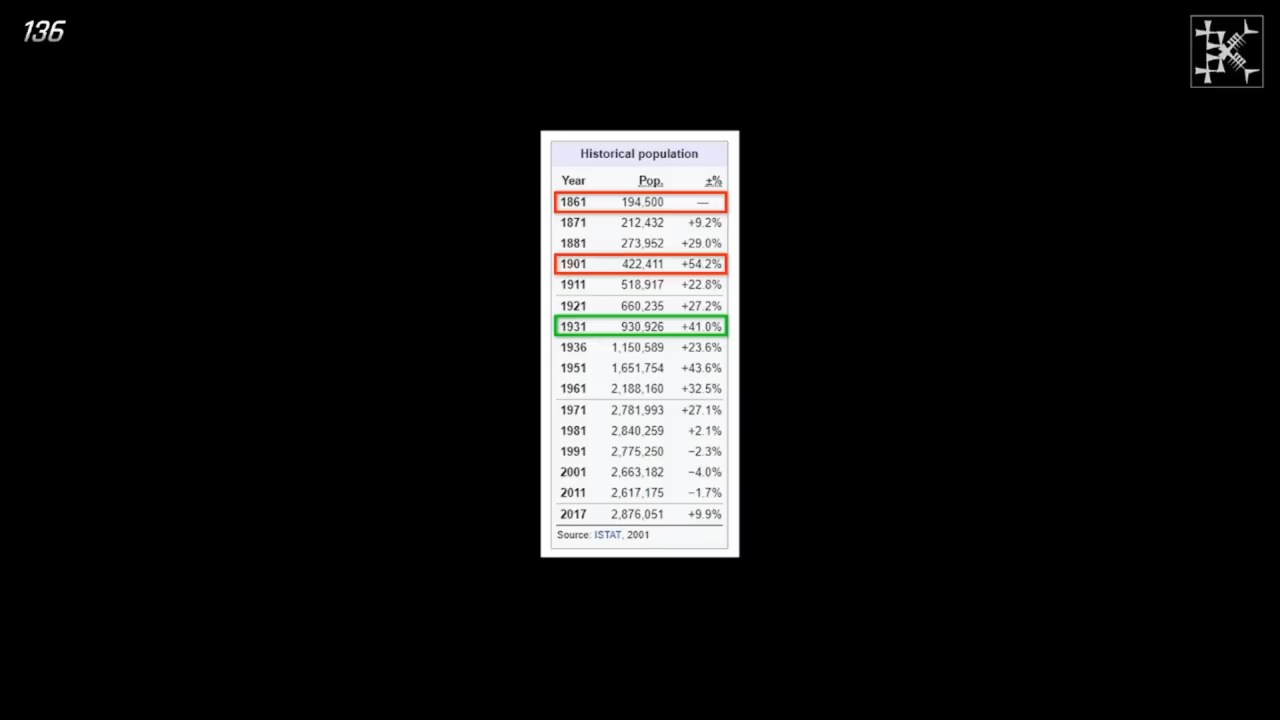 136
Historical population
Year Pop. ±%
1861 194,500 —
1871 212,432 +9.2%
1881 273,952 +29.0%
1901 422,411 +54.2%
1911 518,917 +22.8%
1921 660,235 +27.2%
1931 930,926 +41.0%
1936 1,150,589 +23.6%
1951 1,651,754 +43.6%
1961 2,188,160 +32.5%
1971 2,781,993 +27.1%
1981 2,840,259 +2.1%
1991 2,775,250 −2.3%
2001 2,663,182 −4.0%
2011 2,617,175 −1.7%
2017 2,876,051 +9.9%
Source: ISTAT, 2001